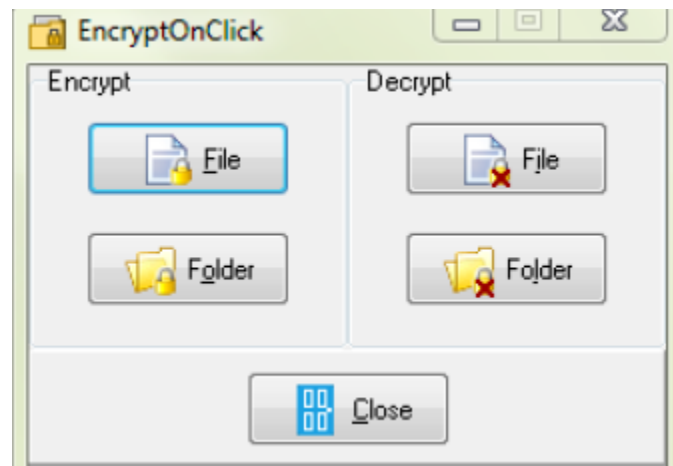 EncryptOnClick
Encrypt
Decrypt
File
File
Folder
Folder
Close